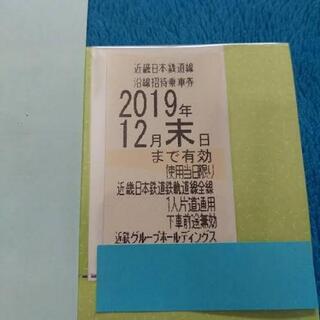 近畿日本鉄道線
沿線招待乗車券
2019年
12月末日
まで有効
使用当日限り
近畿日本鉄道鉄軌道線全線
1人片道通用
下車前途無効
近鉄グループホールディングス